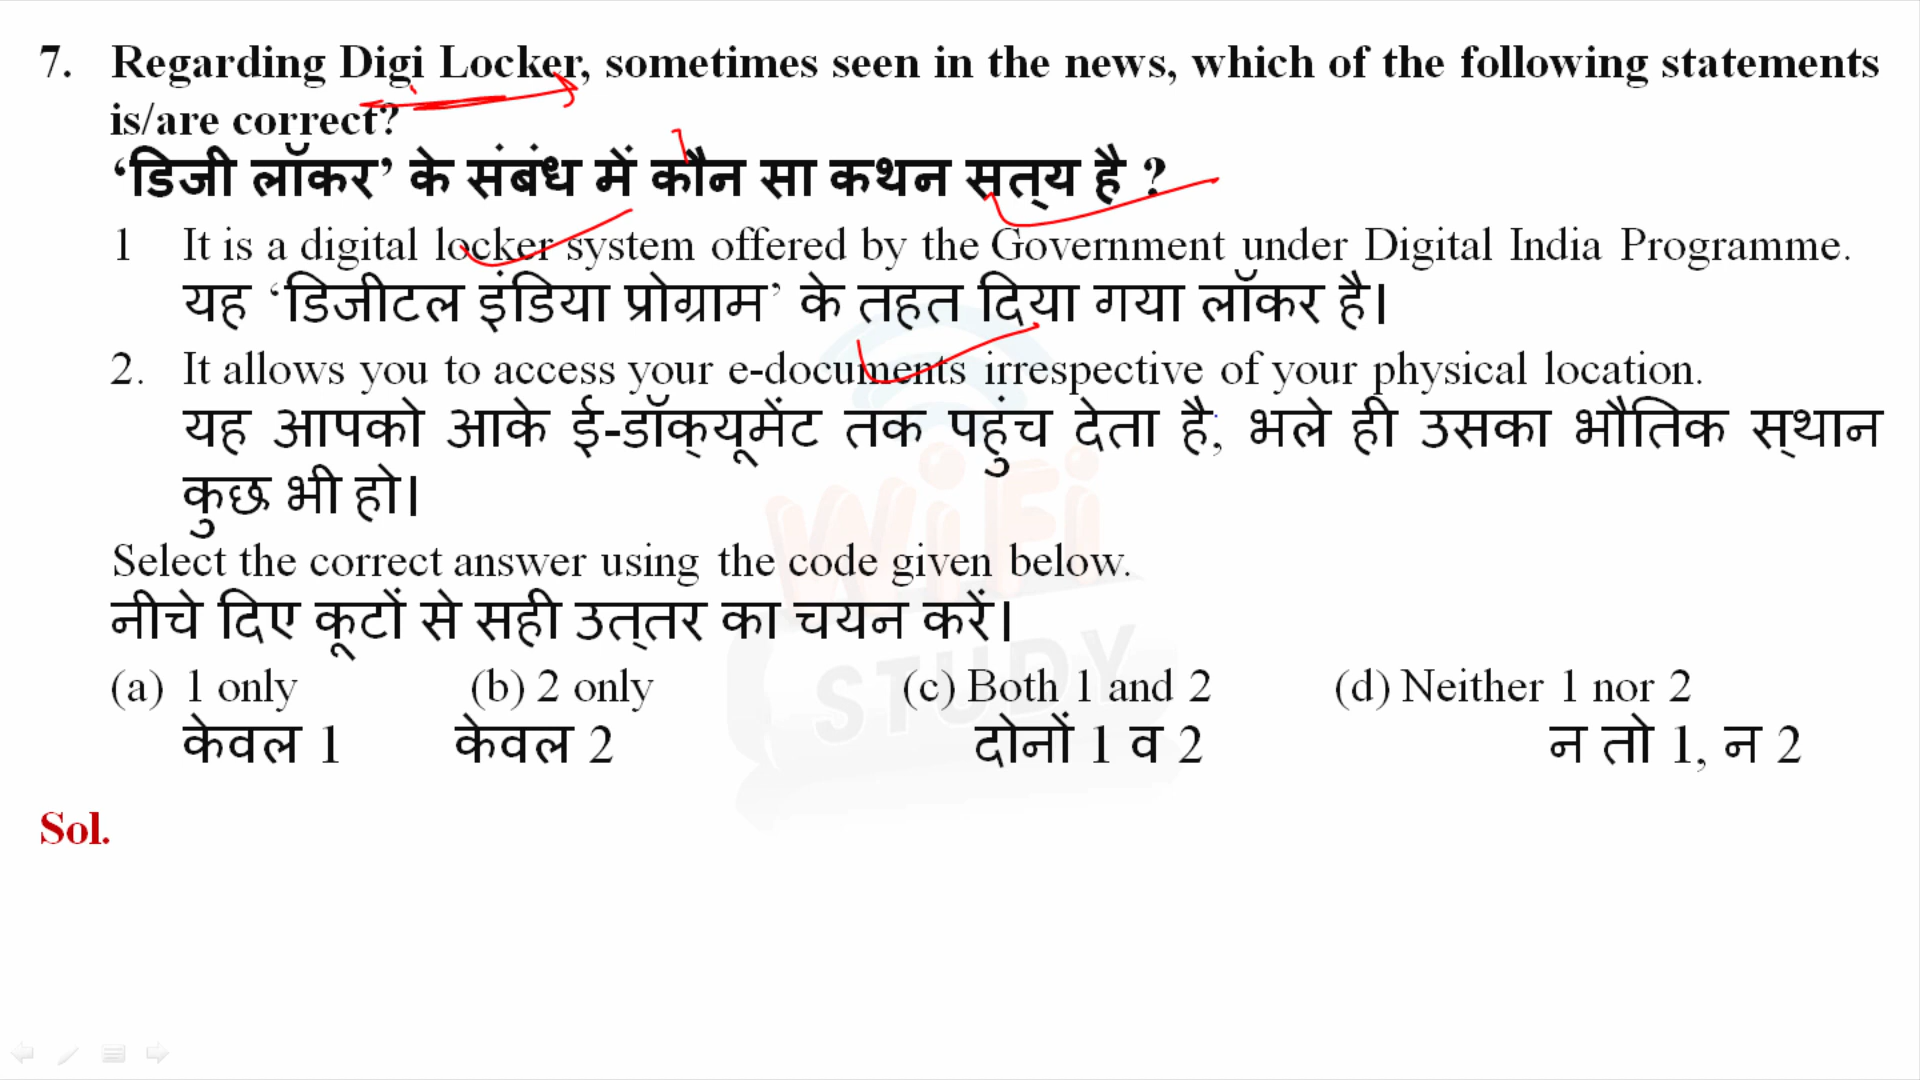 7. Regarding Digi Locker, sometimes seen in the news, which of the following statements
is/are correct?
‘डिजी लॉकर’ के संबंध में कौन सा कथन सत्‌य है ?
1 It is a digital locker system offered by the Government under Digital India Programme.
यह ‘डिजीटल इंडिया प्रोग्राम’ के तहत दिया गया लॉकर है।
2. It allows you to access your e-documents irrespective of your physical location.
यह आपको आके ई-डॉक्‌यूमेंट तक पहुंच देता है; भले ही उसका भौतिक स्‌थान
कुछ भी हो।
Select the correct answer using the code given below.
नीचे दिए कूटों से सही उत्‌तर का चयन करें।
(a) 1 only (b) 2 only (c) Both 1 and 2 (d) Neither 1 nor 2
केवल 1 केवल 2 दोनों 1 व 2 न तो 1, न 2
Sol.
WiFi
STUDY